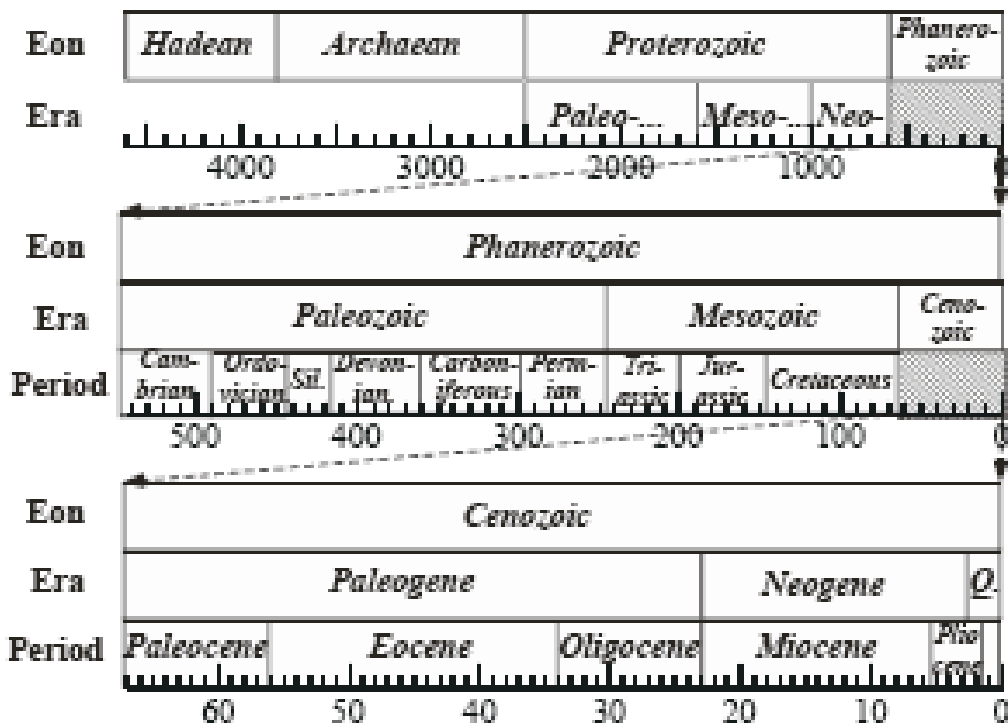 Eon Hadean Archaean Proterozoic Phanero-
zoic
Era Paleo-... Meso-... Neo-
4000 3000 2000 1000 0
Eon Phanerozoic
Era Paleozoic Mesozoic Ceno-
zoic
Period Cam-
brian Ordo-
vician Sil. Devon-
ian Carbon-
iferous Perm-
ian Tri-
assic Jur-
assic Cretaceous
500 400 300 200 100 0
Eon Cenozoic
Era Paleogene Neogene Q.
Period Paleocene Eocene Oligocene Miocene Plio
cene
60 50 40 30 20 10 0